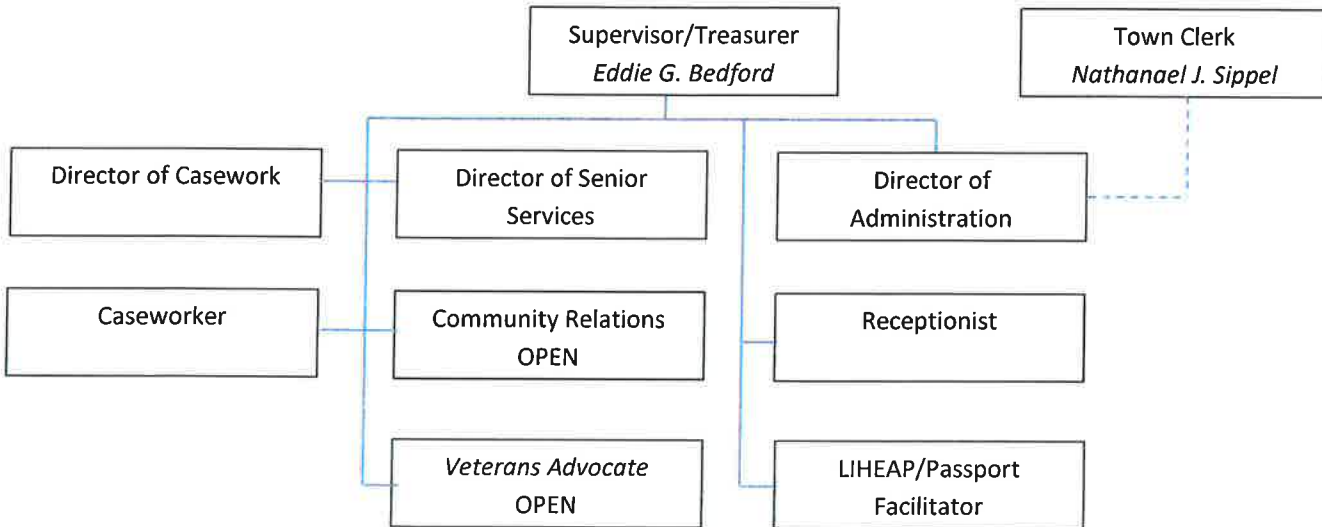 Supervisor/Treasurer
Eddie G. Bedford
Town Clerk
Nathanael J. Sippel
Director of Casework
Director of Senior
Services
Director of
Administration
Caseworker
Community Relations
OPEN
Receptionist
Veterans Advocate
OPEN
LIHEAP/Passport
Facilitator